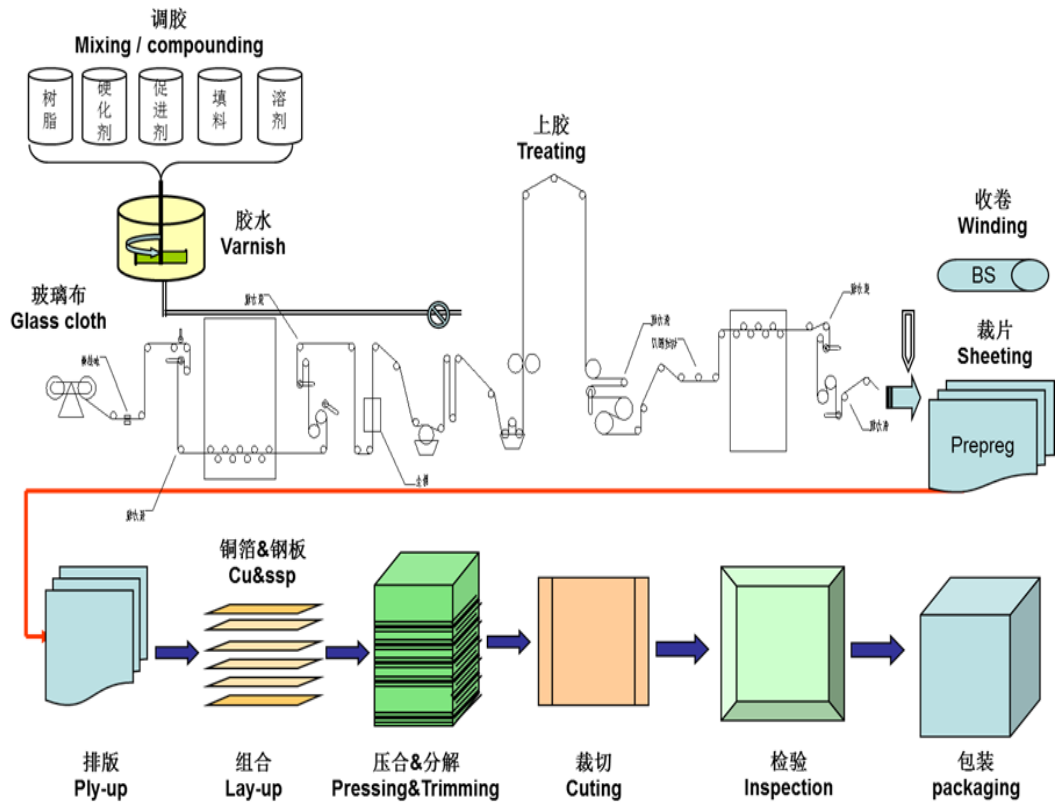 调胶
Mixing / compounding
树脂
硬化剂
促进剂
填料
溶剂
上胶
Treating
胶水
Varnish
收卷
Winding
BS
玻璃布
Glass cloth
裁片
Sheeting
Prepreg
铜箔&钢板
Cu&ssp
排版
Ply-up
组合
Lay-up
压合&分解
Pressing&Trimming
裁切
Cuting
检验
Inspection
包装
packaging